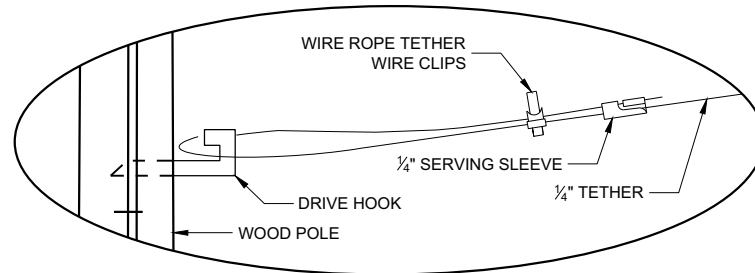 WIRE ROPE TETHER
WIRE CLIPS
¼" SERVING SLEEVE
¼" TETHER
DRIVE HOOK
WOOD POLE